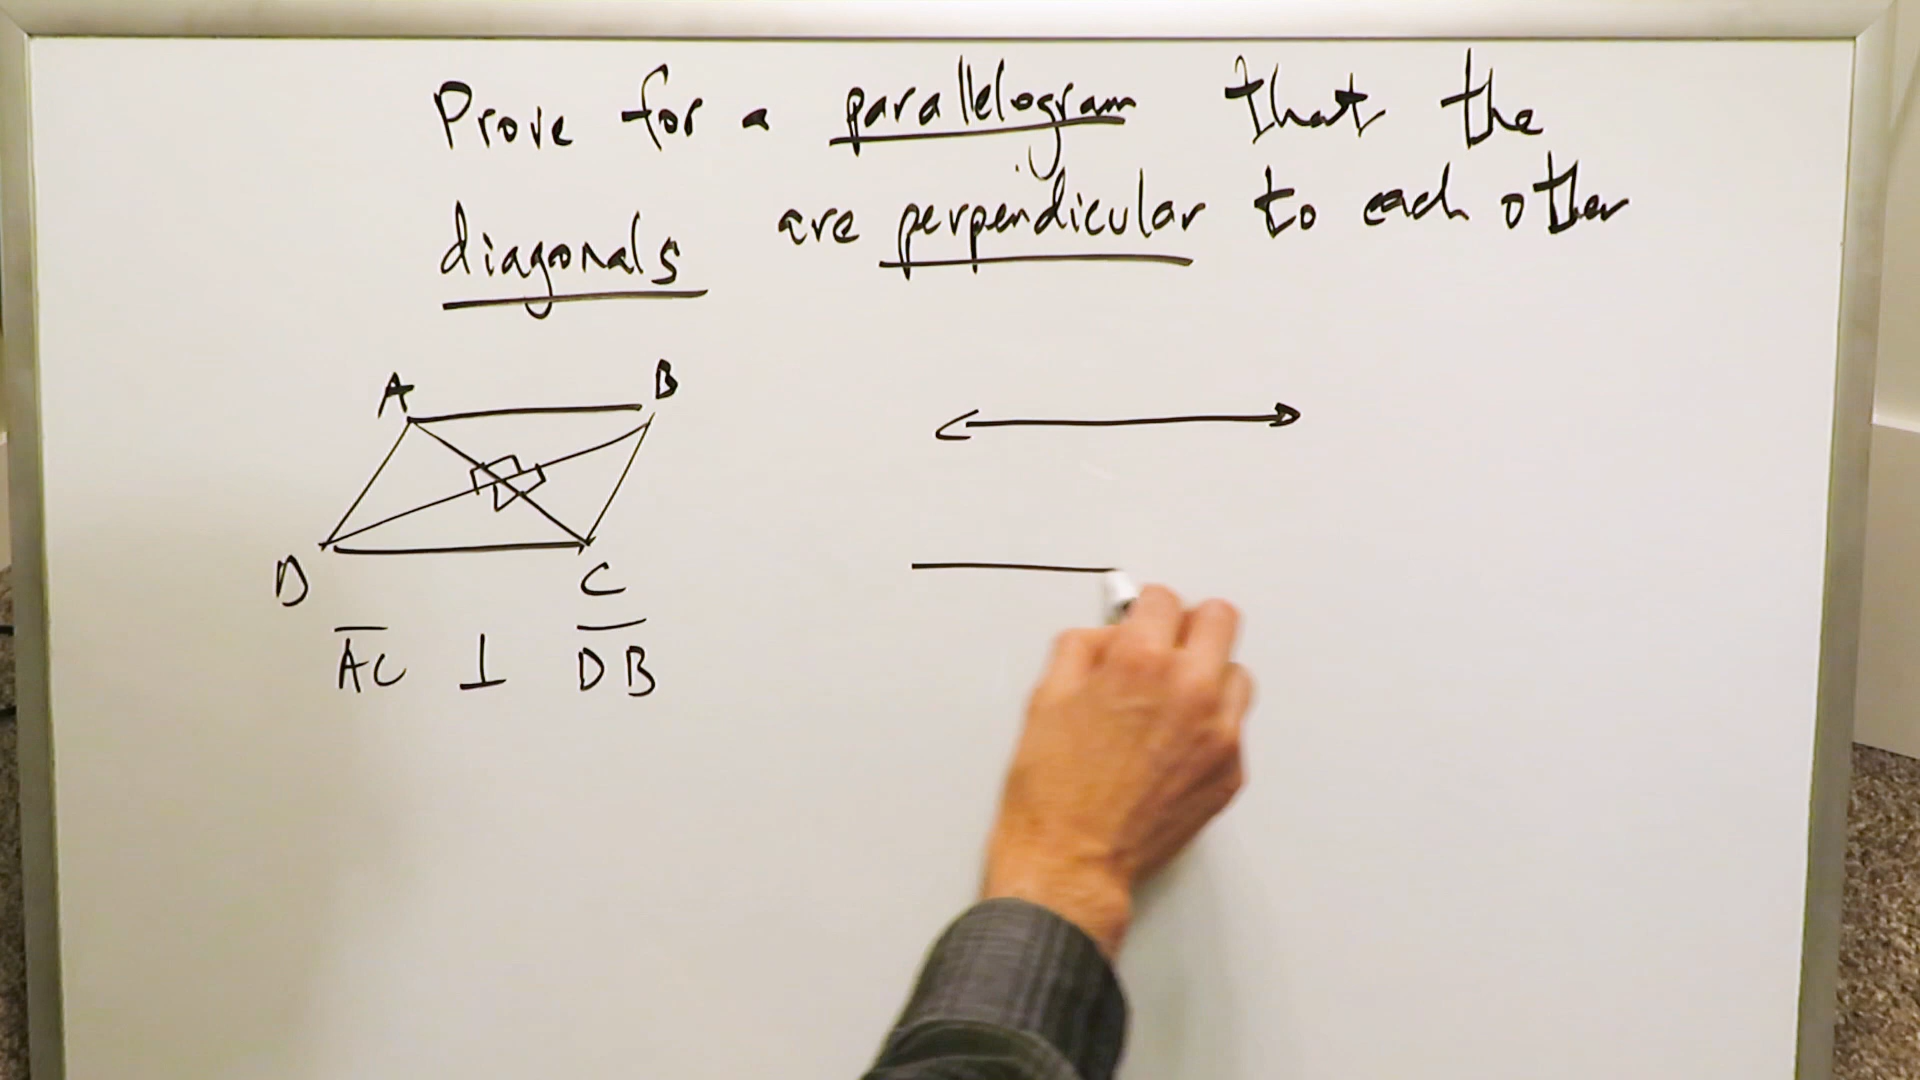 Prove for a parallelogram that the
diagonals are perpendicular to each other
A B
D C
AC ⊥ DB